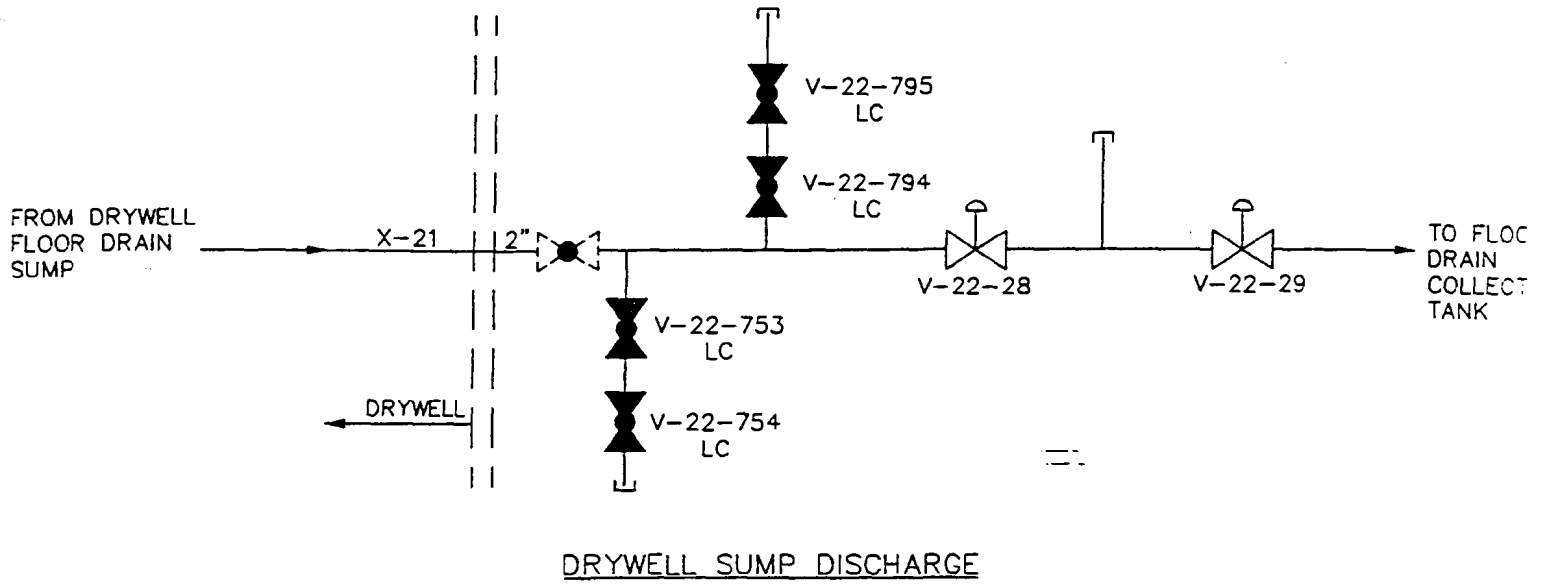 V-22-795
LC
V-22-794
LC
FROM DRYWELL
FLOOR DRAIN
SUMP
X-21
2"
V-22-28
V-22-29
TO FLOC
DRAIN
COLLECT
TANK
V-22-753
LC
DRYWELL
V-22-754
LC
DRYWELL SUMP DISCHARGE